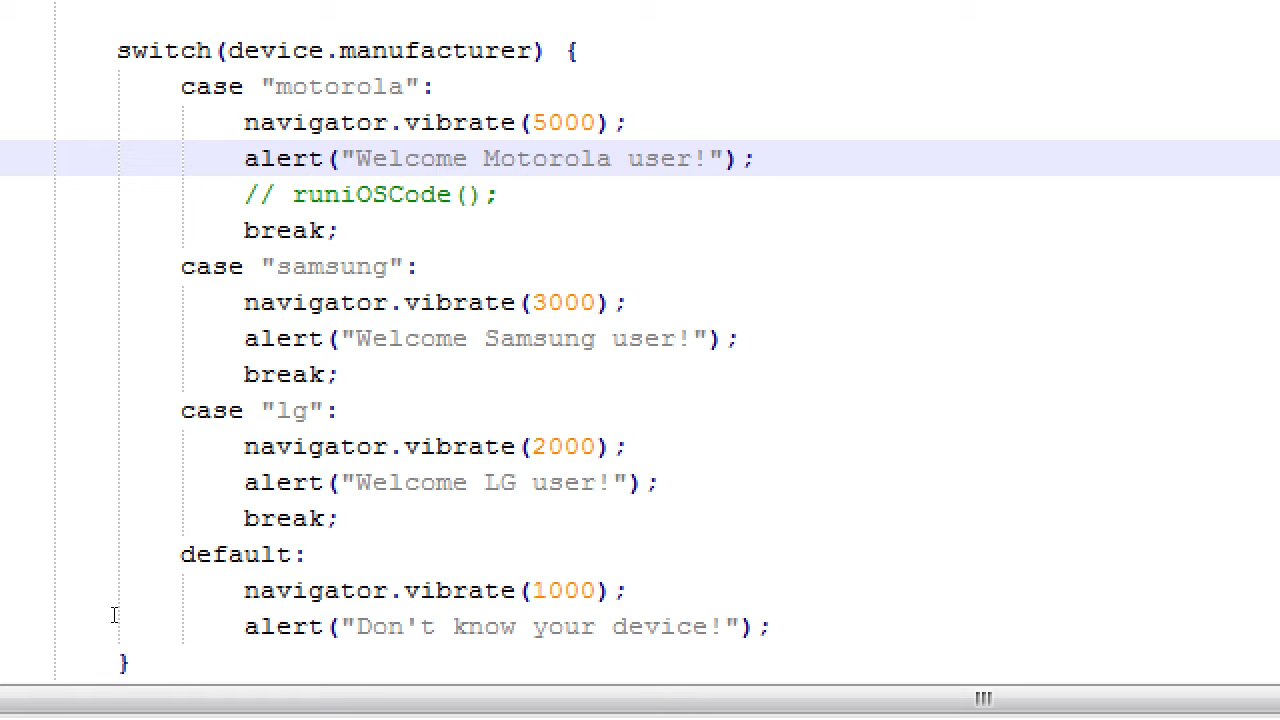 switch(device.manufacturer) {
case "motorola":
navigator.vibrate(5000);
alert("Welcome Motorola user!");
// runiOSCode();
break;
case "samsung":
navigator.vibrate(3000);
alert("Welcome Samsung user!");
break;
case "lg":
navigator.vibrate(2000);
alert("Welcome LG user!");
break;
default:
navigator.vibrate(1000);
alert("Don't know your device!");
}